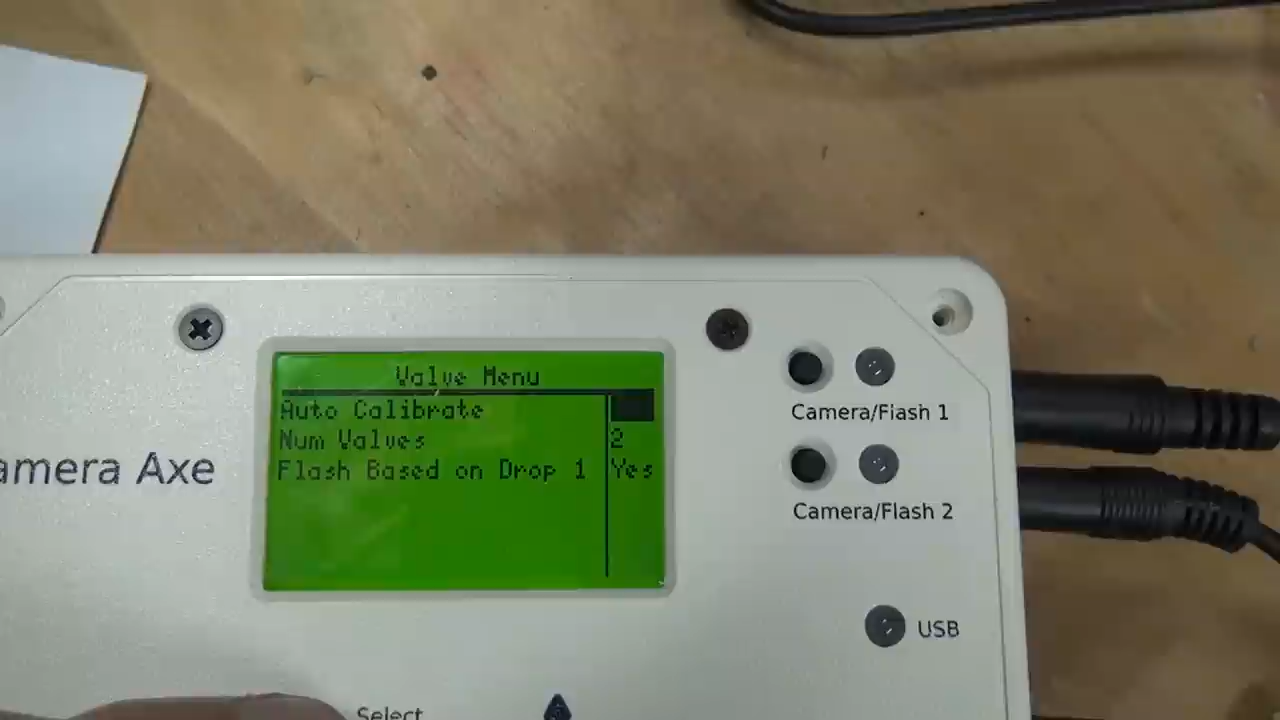 Valve Menu
Auto Calibrate
Num Valves 2
Flash Based on Drop 1 Yes
amera Axe
Camera/Flash 1
Camera/Flash 2
USB
Select